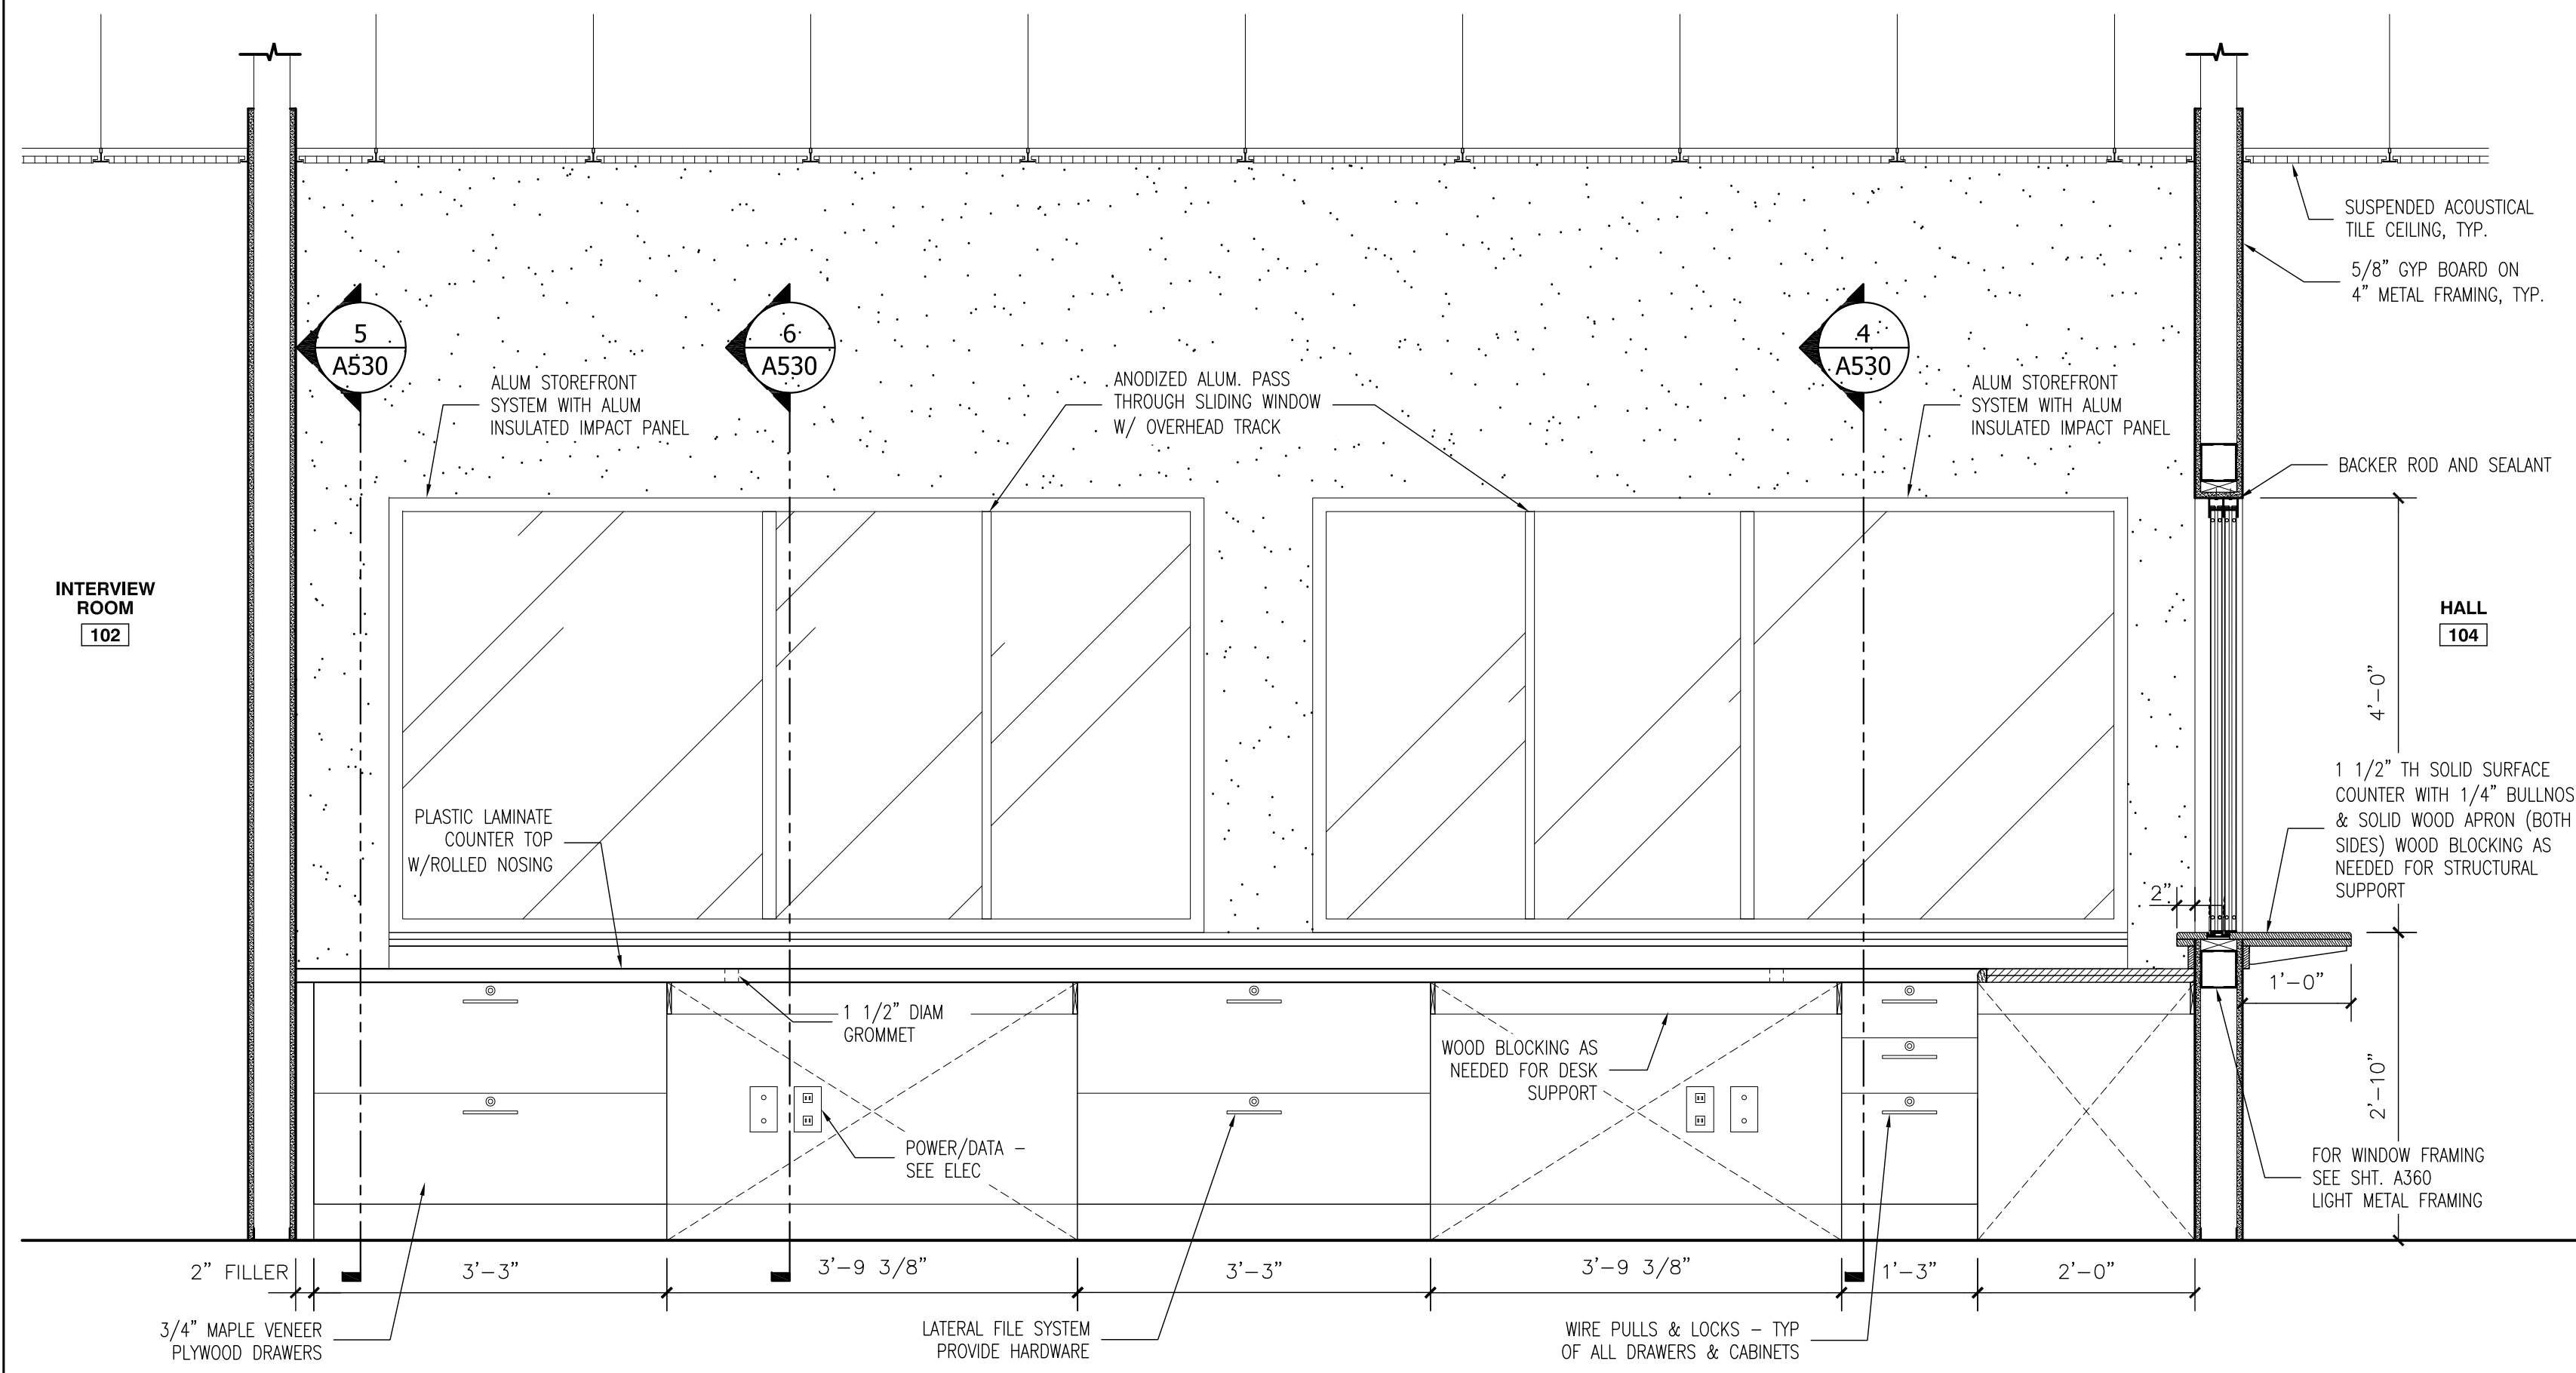 SUSPENDED ACOUSTICAL
TILE CEILING, TYP.
5/8" GYP BOARD ON
4" METAL FRAMING, TYP.
5
A530
6
A530
4
A530
ALUM STOREFRONT
SYSTEM WITH ALUM
INSULATED IMPACT PANEL
ANODIZED ALUM. PASS
THROUGH SLIDING WINDOW
W/ OVERHEAD TRACK
ALUM STOREFRONT
SYSTEM WITH ALUM
INSULATED IMPACT PANEL
BACKER ROD AND SEALANT
INTERVIEW
ROOM
102
HALL
104
4'-0"
PLASTIC LAMINATE
COUNTER TOP
W/ROLLED NOSING
1 1/2" TH SOLID SURFACE
COUNTER WITH 1/4" BULLNOS
& SOLID WOOD APRON (BOTH
SIDES) WOOD BLOCKING AS
NEEDED FOR STRUCTURAL
SUPPORT
2"
1'-0"
1 1/2" DIAM
GROMMET
WOOD BLOCKING AS
NEEDED FOR DESK
SUPPORT
2'-10"
POWER/DATA -
SEE ELEC
FOR WINDOW FRAMING
SEE SHT. A360
LIGHT METAL FRAMING
2" FILLER
3'-3"
3'-9 3/8"
3'-3"
3'-9 3/8"
1'-3"
2'-0"
3/4" MAPLE VENEER
PLYWOOD DRAWERS
LATERAL FILE SYSTEM
PROVIDE HARDWARE
WIRE PULLS & LOCKS - TYP
OF ALL DRAWERS & CABINETS